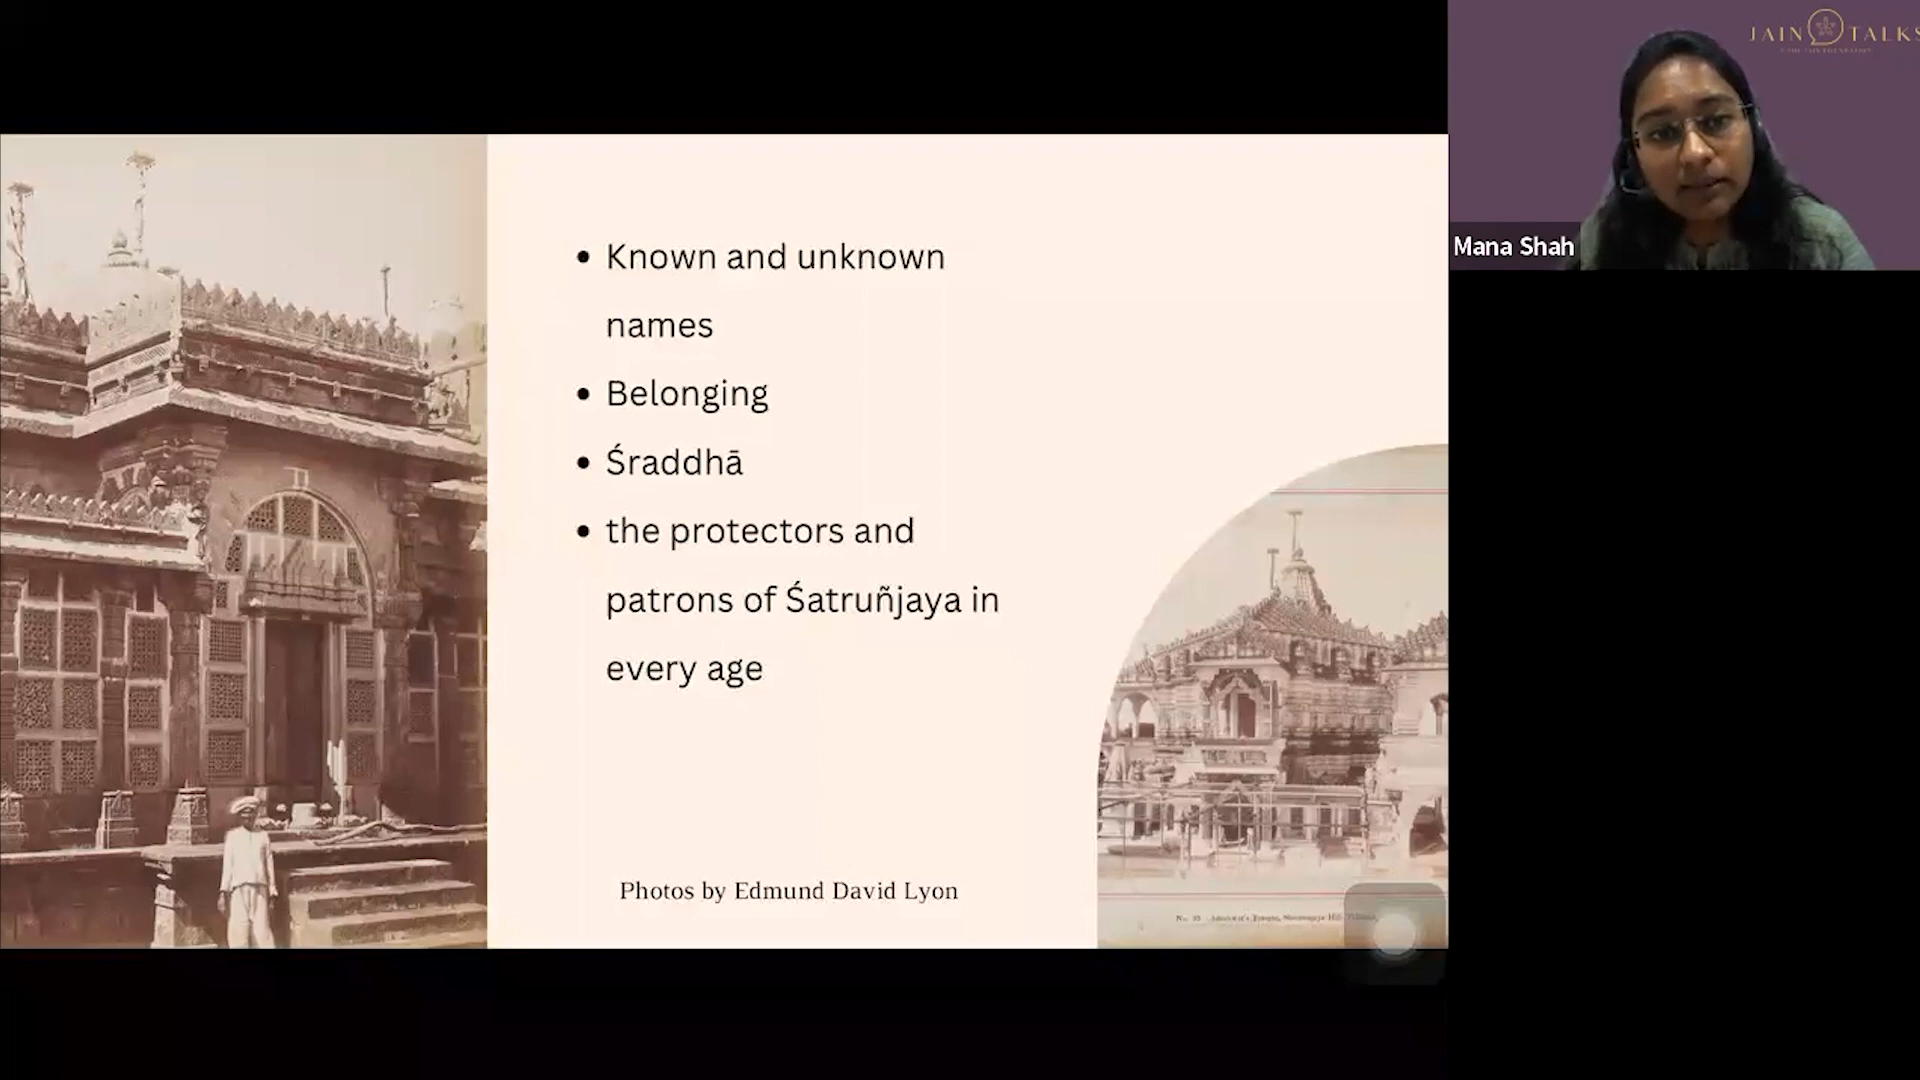 JAIN TALKS
Mana Shah
• Known and unknown
names
• Belonging
• Śraddhā
• the protectors and
patrons of Śatruñjaya in
every age
Photos by Edmund David Lyon
Temple,